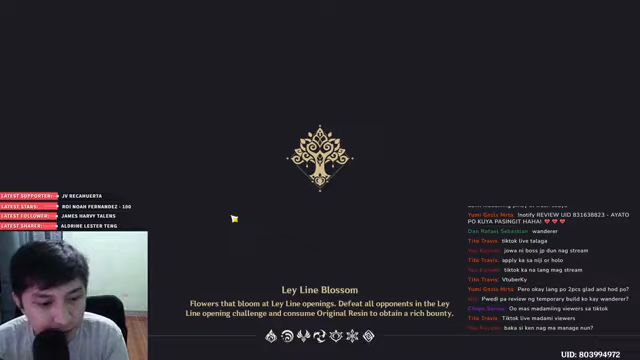 LATEST SUPPORTER: JV RECAHUERTA
LATEST STARS: ROI NOAH FERNANDEZ - 100
LATEST FOLLOWER: JAMES HARVY TALENS
LATEST SHARER: ALDRINE LESTER TENG
Ley Line Blossom
Flowers that bloom at Ley Line openings. Defeat all opponents in the Ley
Line opening challenge and consume Original Resin to obtain a rich bounty.
!notify REVIEW UID 831638823 - AYATO
PO KUYA PASINGIT HAHA!
Dan Rafael Sebastian wanderer
Tito Travis: tiktok live talaga
jowa ni boss jp dun nag stream
Tito Travis: apply ka sa niji or holo
tiktok ka na lang mag stream
Tito Travis: VtuberKy
Pero okay lang po 2pcs glad and hod po?
Pwedi pa review ng temporary build ko kay wanderer?
Oo mas madaming viewers sa tiktok
Tito Travis: Tiktok live madami viewers
baka si ken nag ma manage nun?
UID: 803994972